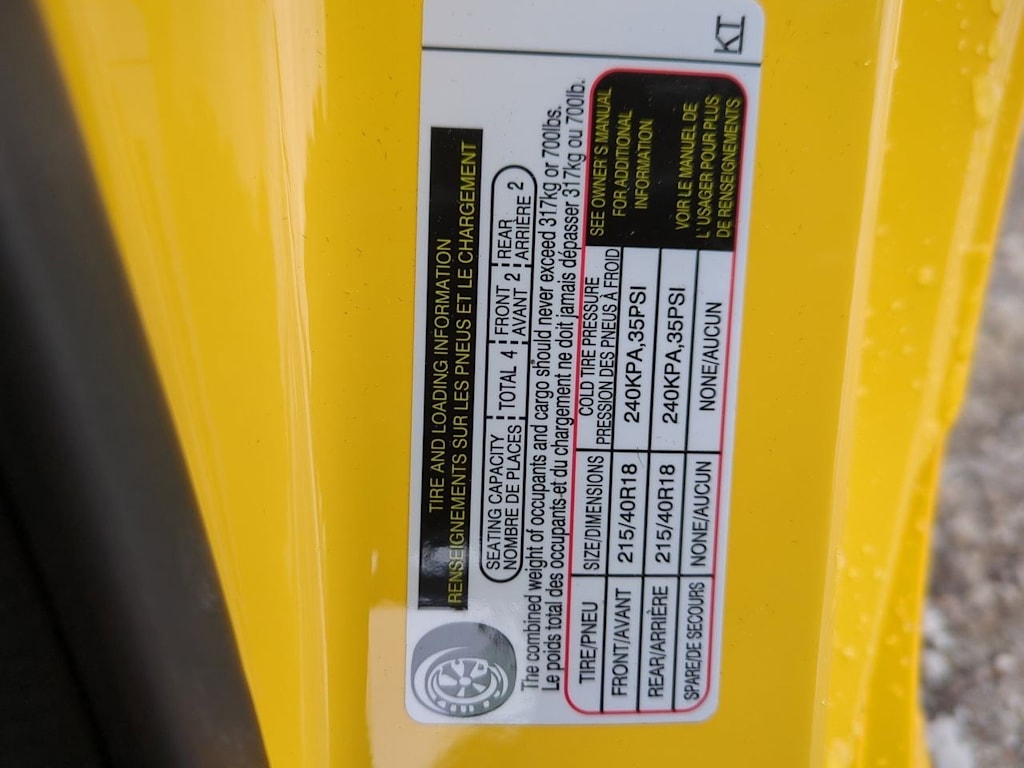 KI
TIRE AND LOADING INFORMATION
RENSEIGNEMENTS SUR LES PNEUS ET LE CHARGEMENT
SEATING CAPACITY TOTAL 4 FRONT 2 REAR 2
NOMBRE DE PLACES AVANT ARRIÈRE
The combined weight of occupants and cargo should never exceed 317kg or 700lbs.
Le poids total des occupants et du chargement ne doit jamais dépasser 317kg ou 700lb.
TIRE/PNEU SIZE/DIMENSIONS COLD TIRE PRESSURE
PRESSION DES PNEUS À FROID
FRONT/AVANT 215/40R18 240KPA,35PSI
REAR/ARRIÈRE 215/40R18 240KPA,35PSI
SPARE/DE SECOURS NONE/AUCUN NONE/AUCUN
SEE OWNER'S MANUAL
FOR ADDITIONAL
INFORMATION
VOIR LE MANUEL DE
L'USAGER POUR PLUS
DE RENSEIGNEMENTS